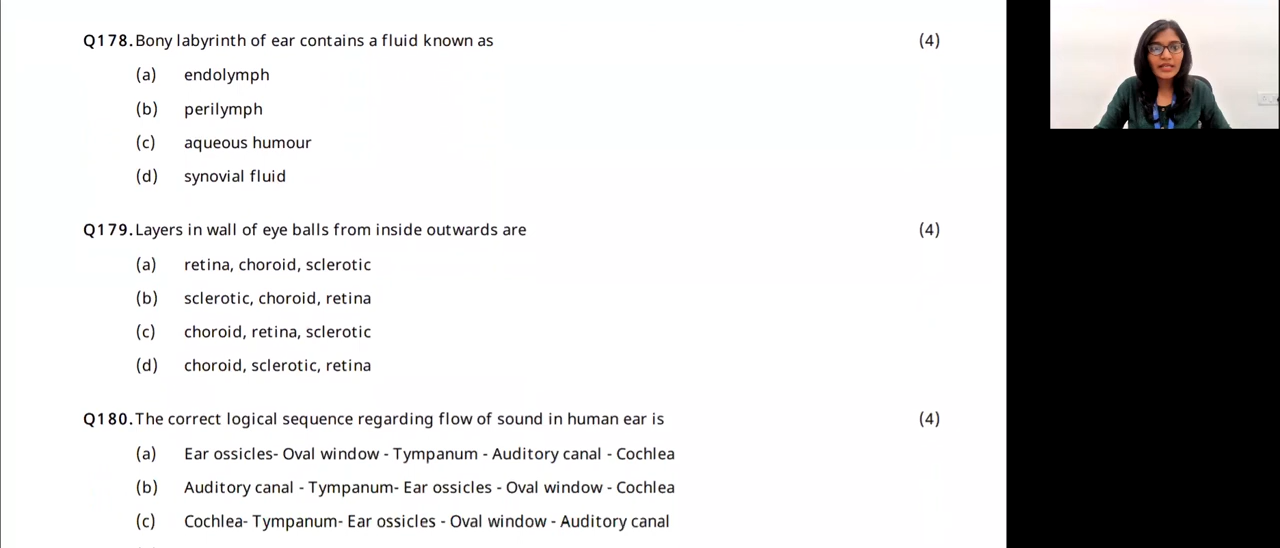 Q178. Bony labyrinth of ear contains a fluid known as (4)
(a) endolymph
(b) perilymph
(c) aqueous humour
(d) synovial fluid
Q179. Layers in wall of eye balls from inside outwards are (4)
(a) retina, choroid, sclerotic
(b) sclerotic, choroid, retina
(c) choroid, retina, sclerotic
(d) choroid, sclerotic, retina
Q180. The correct logical sequence regarding flow of sound in human ear is (4)
(a) Ear ossicles- Oval window - Tympanum - Auditory canal - Cochlea
(b) Auditory canal - Tympanum- Ear ossicles - Oval window - Cochlea
(c) Cochlea- Tympanum- Ear ossicles - Oval window - Auditory canal